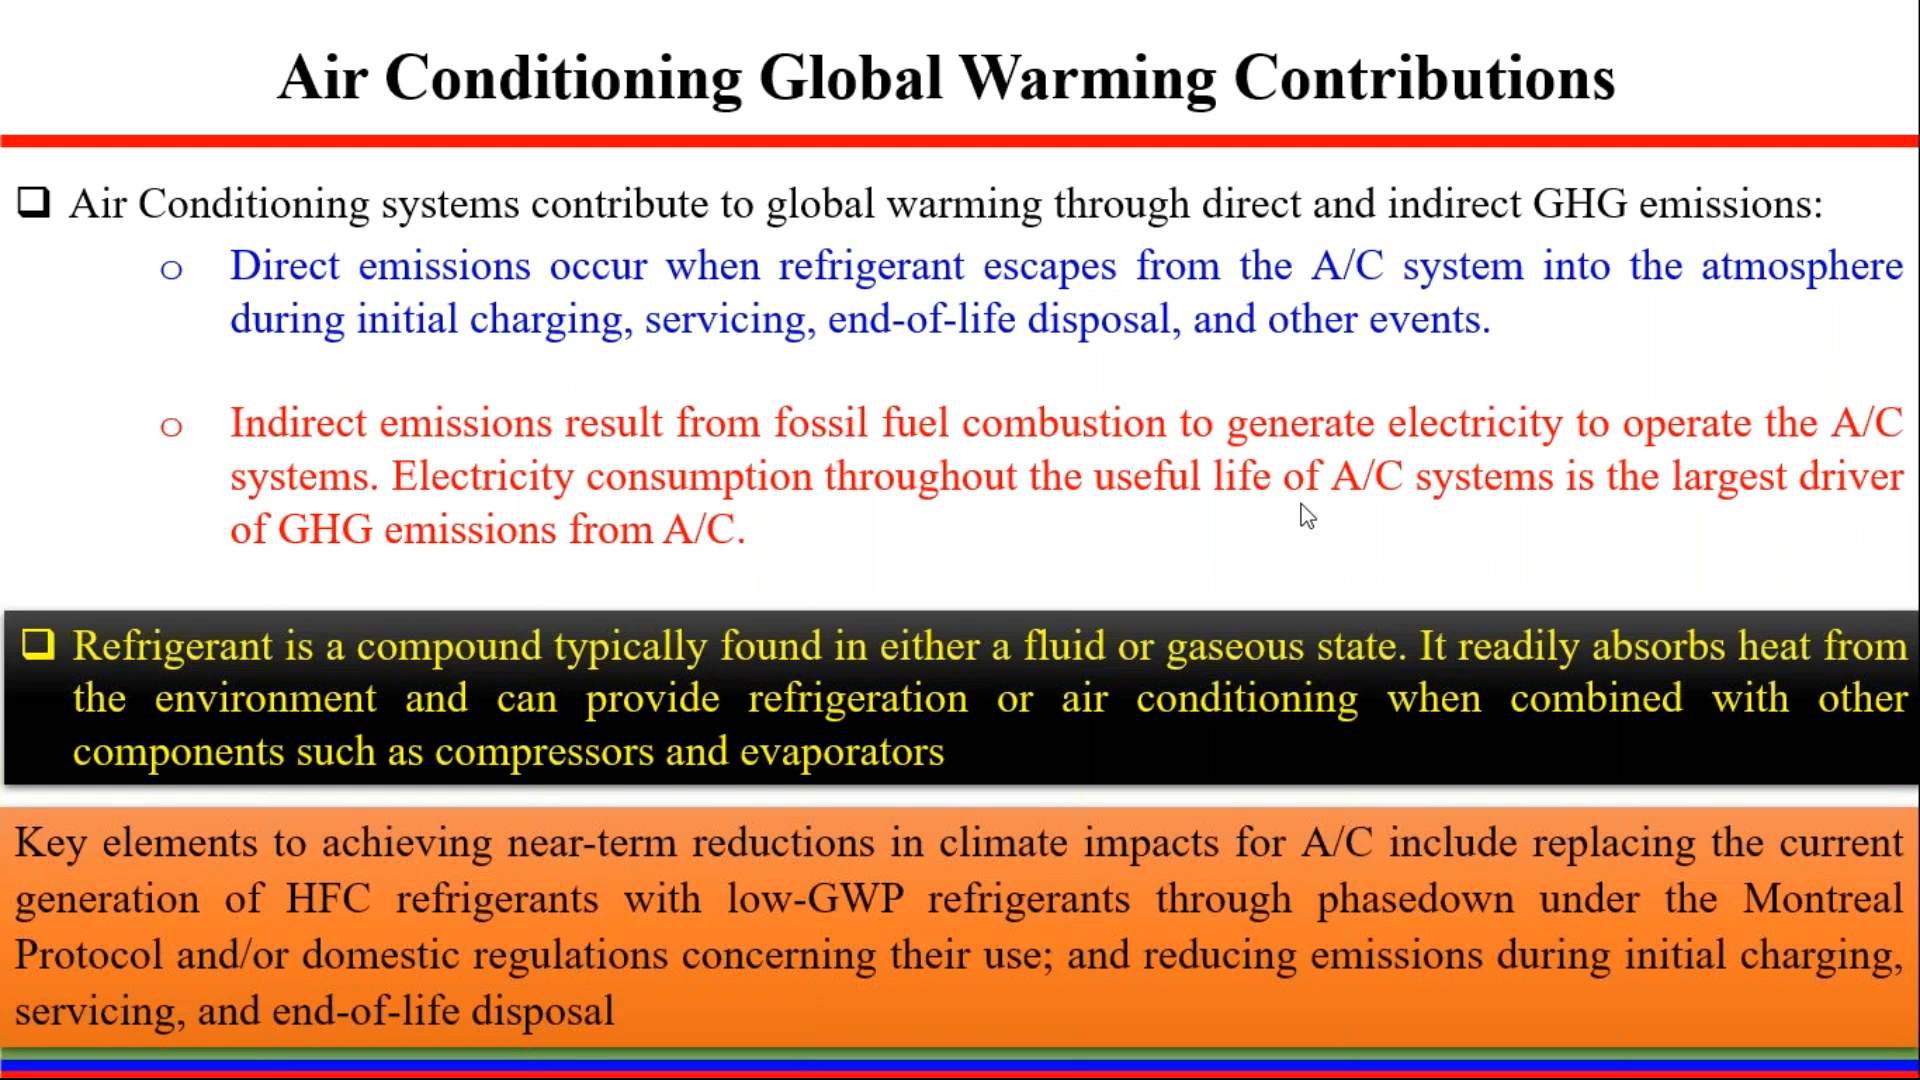 Air Conditioning Global Warming Contributions
Air Conditioning systems contribute to global warming through direct and indirect GHG emissions:
Direct emissions occur when refrigerant escapes from the A/C system into the atmosphere
during initial charging, servicing, end-of-life disposal, and other events.
Indirect emissions result from fossil fuel combustion to generate electricity to operate the A/C
systems. Electricity consumption throughout the useful life of A/C systems is the largest driver
of GHG emissions from A/C.
Refrigerant is a compound typically found in either a fluid or gaseous state. It readily absorbs heat from
the environment and can provide refrigeration or air conditioning when combined with other
components such as compressors and evaporators
Key elements to achieving near-term reductions in climate impacts for A/C include replacing the current
generation of HFC refrigerants with low-GWP refrigerants through phasedown under the Montreal
Protocol and/or domestic regulations concerning their use; and reducing emissions during initial charging,
servicing, and end-of-life disposal